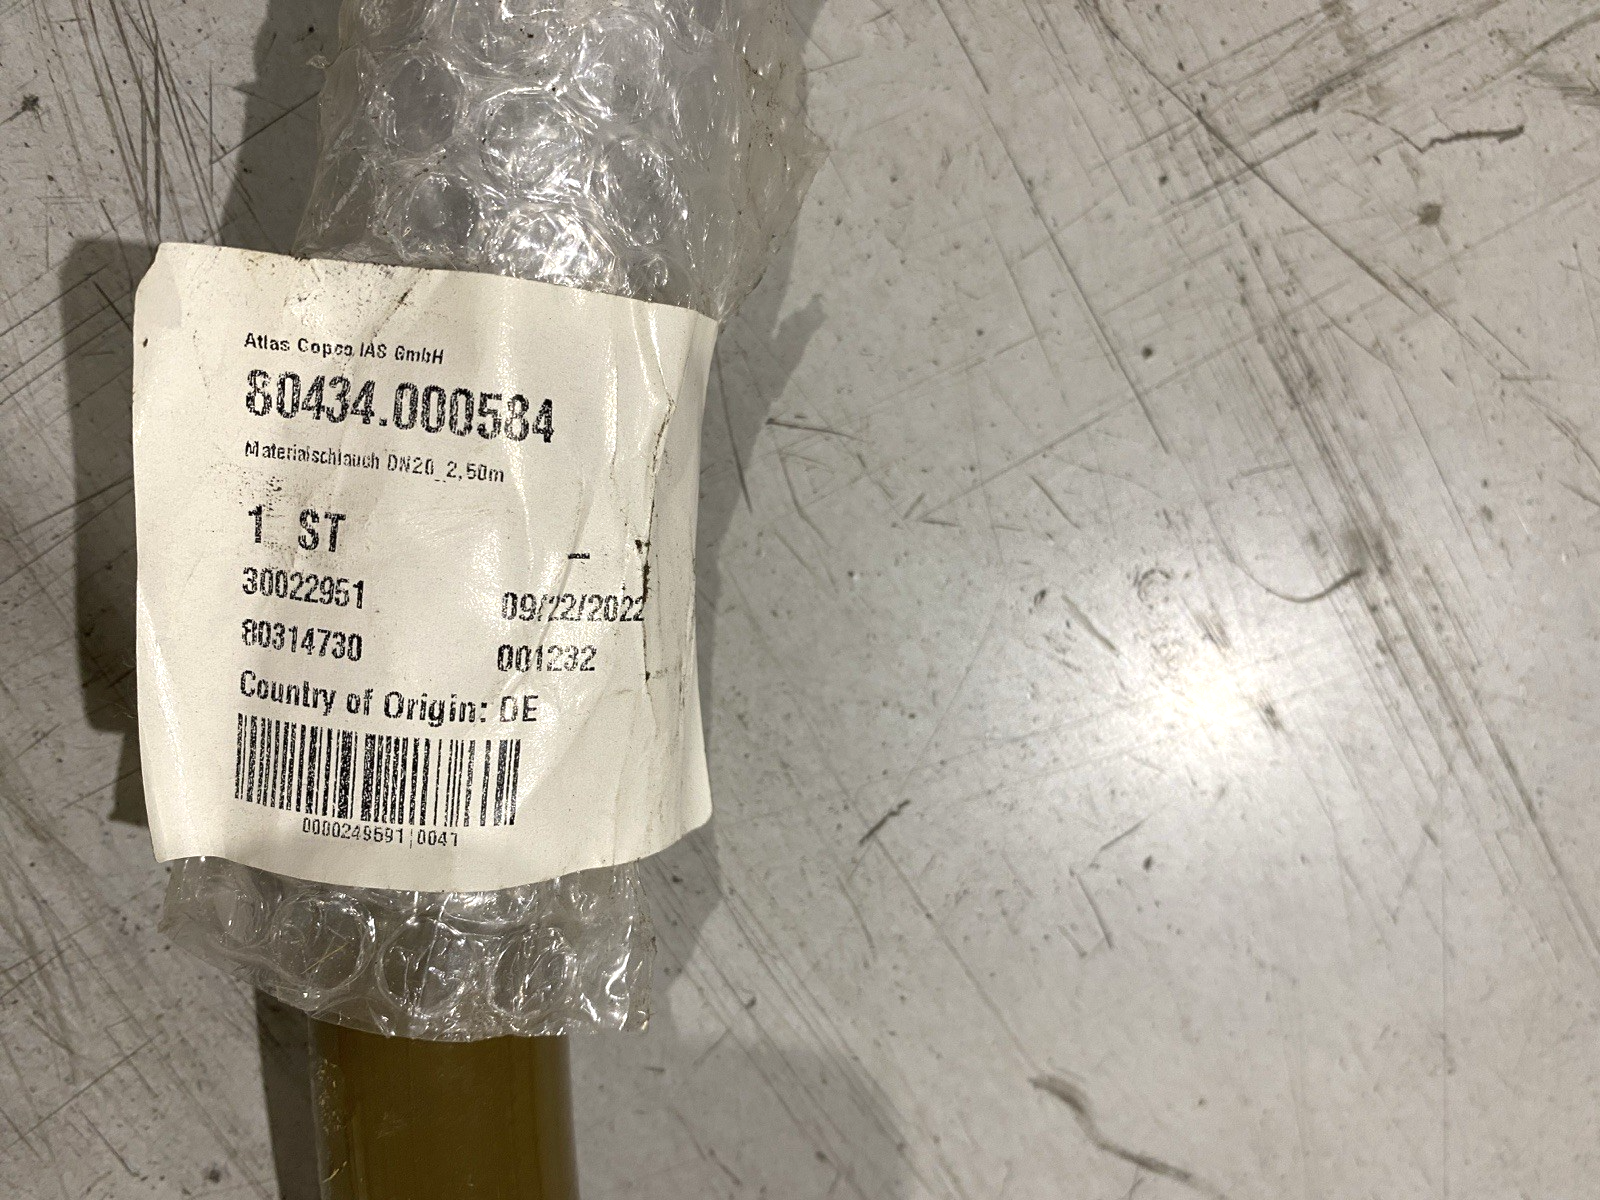 Atlas Copco IAS GmbH
80434.000584
Materialschlauch DN20_2,50m
1 ST _
30022951 09/22/2022
80314730 001232
Country of Origin: DE
0000249591|0041